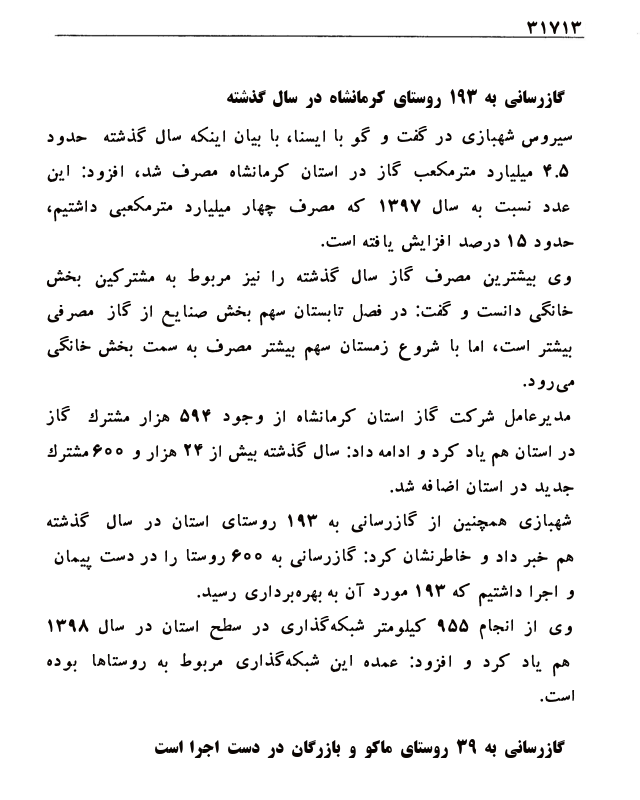 ۳۱۷۱۳
گازرسانی به ۱۹۳ روستای کرمانشاه در سال گذشته
سیروس شهبازی در گفت و گو با ایسنا، با بیان اینکه سال گذشته حدود
۴.۵ میلیارد مترمکعب گاز در استان کرمانشاه مصرف شد، افزود: این
عدد نسبت به سال ۱۳۹۷ که مصرف چهار میلیارد مترمکعبی داشتیم،
حدود ۱۵ درصد افزایش یافته است.
وی بیشترین مصرف گاز سال گذشته را نیز مربوط به مشترکین بخش
خانگی دانست و گفت: در فصل تابستان سهم بخش صنایع از گاز مصرفی
بیشتر است، اما با شروع زمستان سهم بیشتر مصرف به سمت بخش خانگی
می‌رود.
مدیرعامل شرکت گاز استان کرمانشاه از وجود ۵۹۴ هزار مشترك گاز
در استان هم یاد کرد و ادامه داد: سال گذشته بیش از ۲۴ هزار و ۶۰۰ مشترك
جدید در استان اضافه شد.
شهبازی همچنین از گازرسانی به ۱۹۳ روستای استان در سال گذشته
هم خبر داد و خاطرنشان کرد: گازرسانی به ۶۰۰ روستا را در دست پیمان
و اجرا داشتیم که ۱۹۳ مورد آن به بهره‌برداری رسید.
وی از انجام ۹۵۵ کیلومتر شبکه‌گذاری در سطح استان در سال ۱۳۹۸
هم یاد کرد و افزود: عمده این شبکه‌گذاری مربوط به روستاها بوده
است.
گازرسانی به ۳۹ روستای ماکو و بازرگان در دست اجرا است